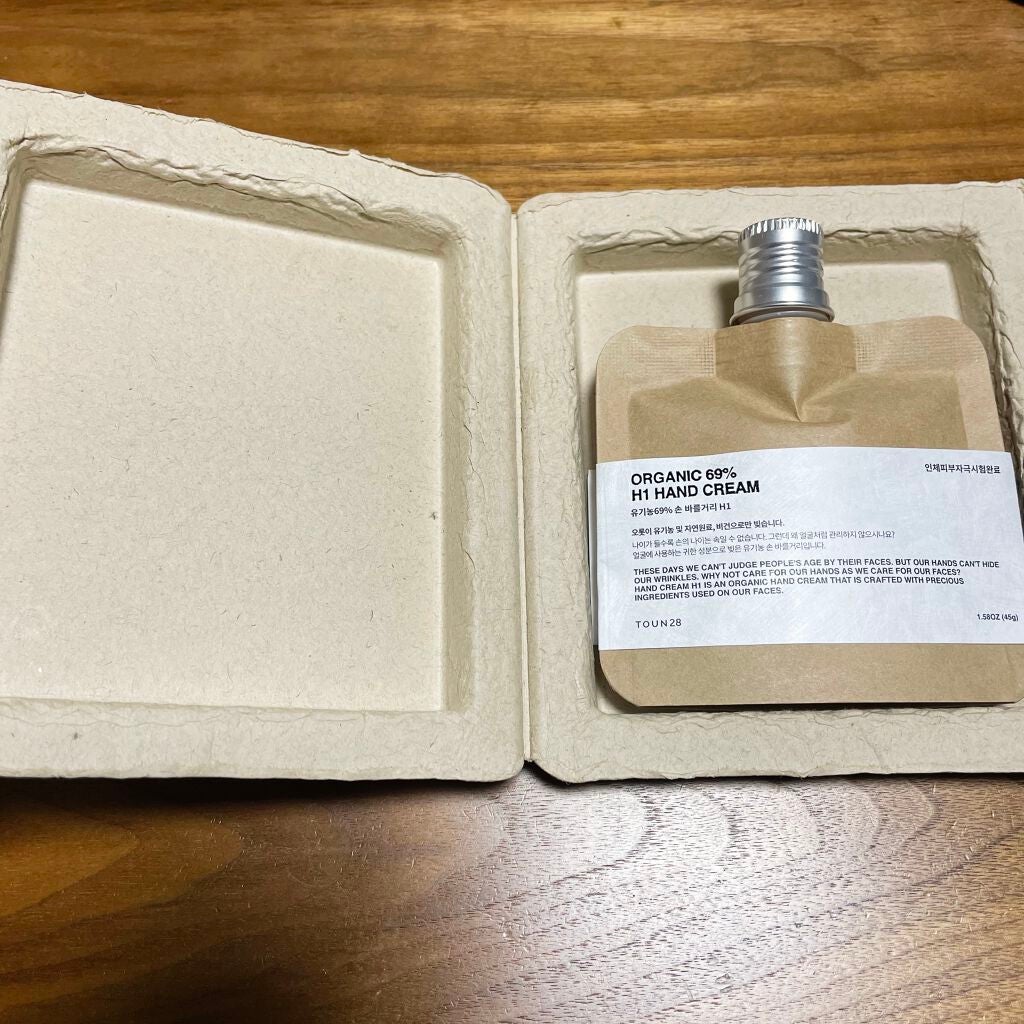 ORGANIC 69%
H1 HAND CREAM
인체피부자극시험완료
유기농69% 손 바를거리 H1
오롯이 유기농 및 자연원료, 비건으로만 빚습니다.
나이가 들수록 손의 나이는 속일 수 없습니다. 그런데 왜 얼굴처럼 관리하지 않으시나요?
얼굴에 사용하는 귀한 성분으로 빚은 유기농 손 바를거리입니다.
THESE DAYS WE CAN'T JUDGE PEOPLE'S AGE BY THEIR FACES. BUT OUR HANDS CAN'T HIDE
OUR WRINKLES. WHY NOT CARE FOR OUR HANDS AS WE CARE FOR OUR FACES?
HAND CREAM H1 IS AN ORGANIC HAND CREAM THAT IS CRAFTED WITH PRECIOUS
INGREDIENTS USED ON OUR FACES.
TOUN28
1.58OZ (45g)